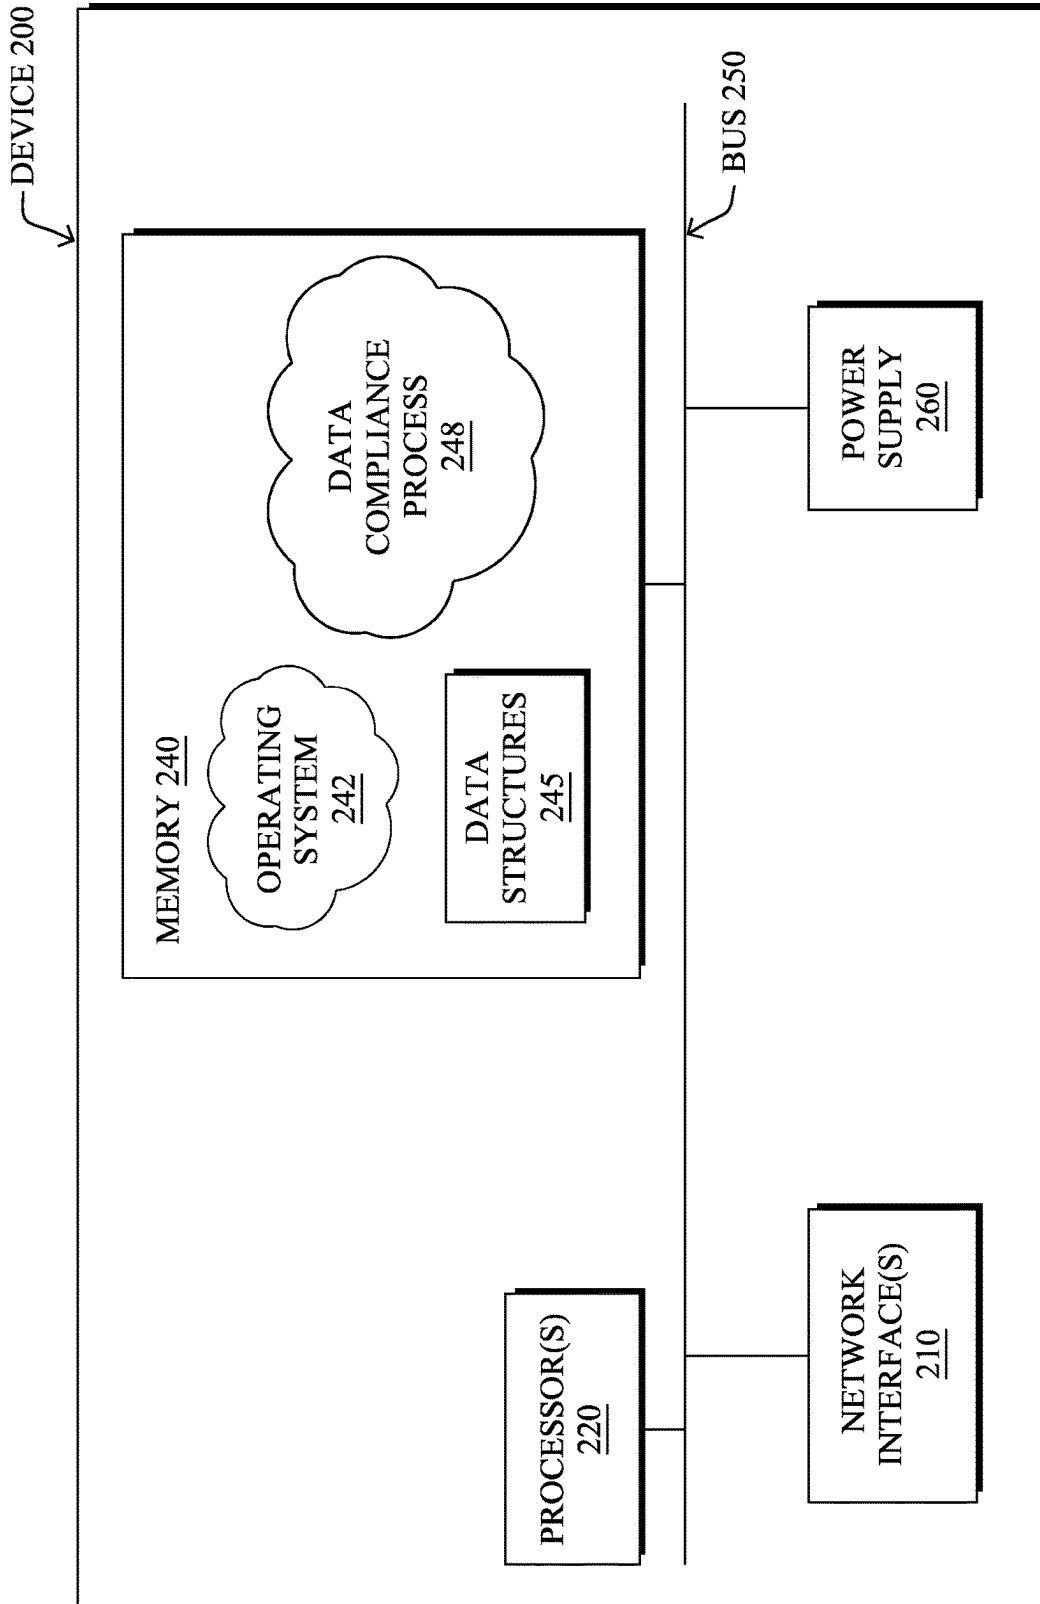 DEVICE 200
MEMORY 240
OPERATING
SYSTEM
242
DATA
STRUCTURES
245
DATA
COMPLIANCE
PROCESS
248
PROCESSOR(S)
220
BUS 250
NETWORK
INTERFACE(S)
210
POWER
SUPPLY
260